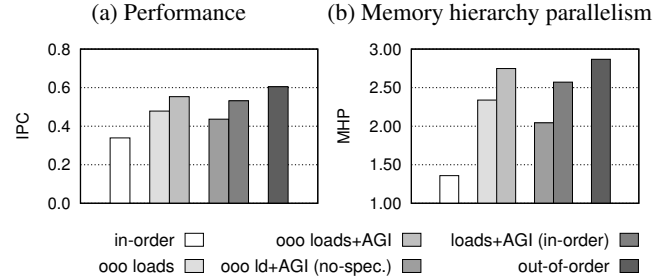 (a) Performance
(b) Memory hierarchy parallelism
0.8
0.6
0.4
0.2
0.0
IPC
3.00
2.50
2.00
1.50
1.00
MHP
in-order
ooo loads+AGI
loads+AGI (in-order)
ooo loads
ooo ld+AGI (no-spec.)
out-of-order